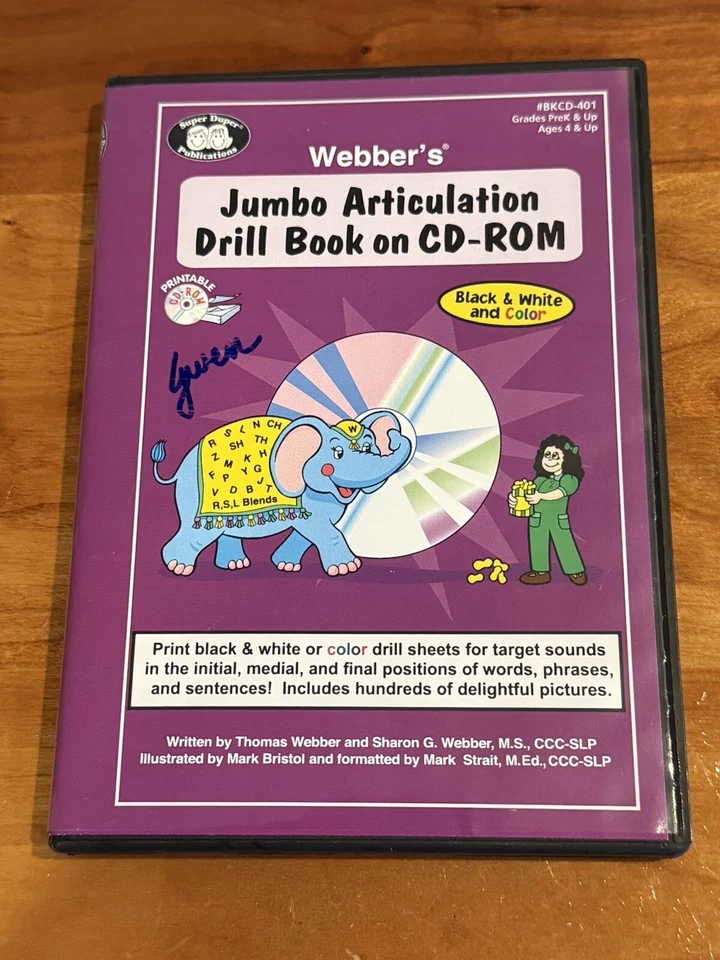 #BKCD-401
Grades PreK & Up
Ages 4 & Up
Super Duper®
Publications
Webber's®
Jumbo Articulation
Drill Book on CD-ROM
PRINTABLE
CD-ROM
Black & White
and Color
Gwen
W
R S L N CH
Z SH TH
F M K H
P Y G
V D B J T
R,S,L Blends
Print black & white or color drill sheets for target sounds
in the initial, medial, and final positions of words, phrases,
and sentences! Includes hundreds of delightful pictures.
Written by Thomas Webber and Sharon G. Webber, M.S., CCC-SLP
Illustrated by Mark Bristol and formatted by Mark Strait, M.Ed., CCC-SLP